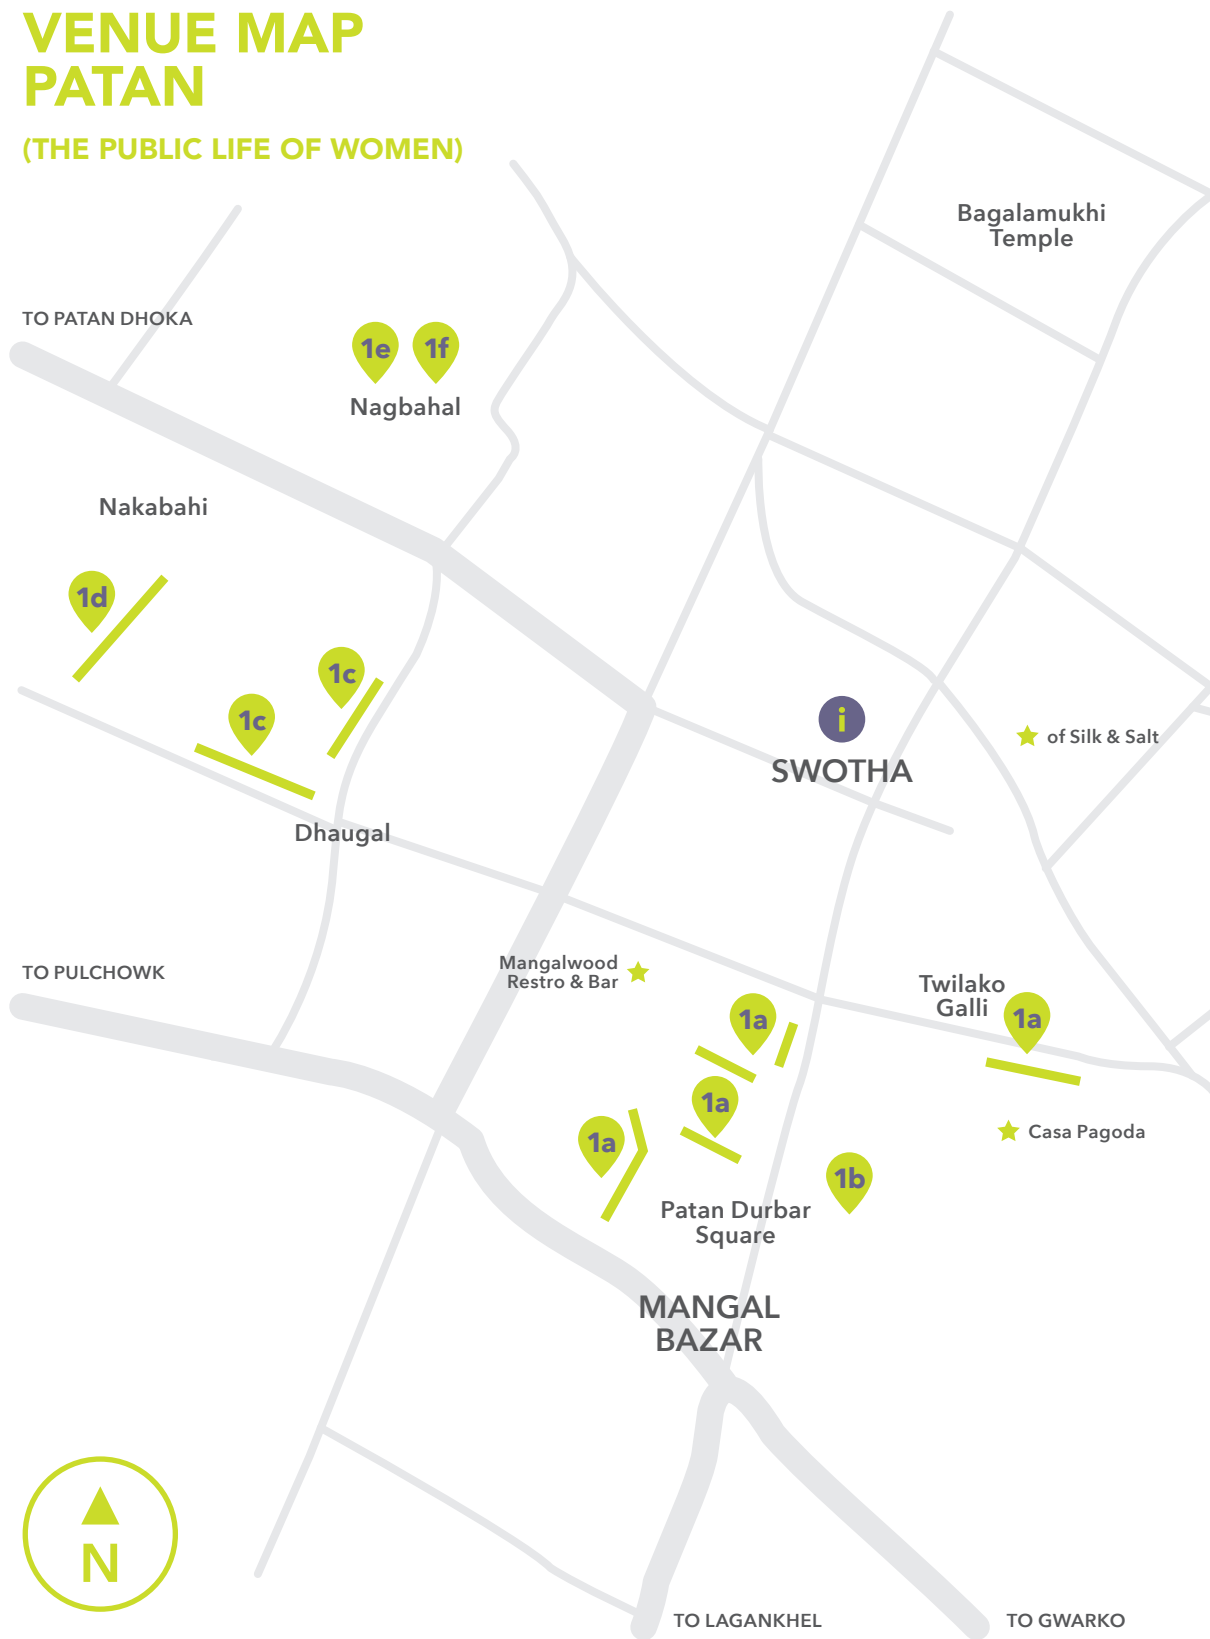 VENUE MAP
PATAN
(THE PUBLIC LIFE OF WOMEN)
Bagalamukhi
Temple
TO PATAN DHOKA
1e
1f
Nagbahal
Nakabahi
1d
1c
1c
i
SWOTHA
of Silk & Salt
Dhaugal
TO PULCHOWK
Mangalwood
Restro & Bar
Twilako
Galli
1a
1a
1a
1a
Casa Pagoda
1b
Patan Durbar
Square
MANGAL
BAZAR
N
TO LAGANKHEL
TO GWARKO